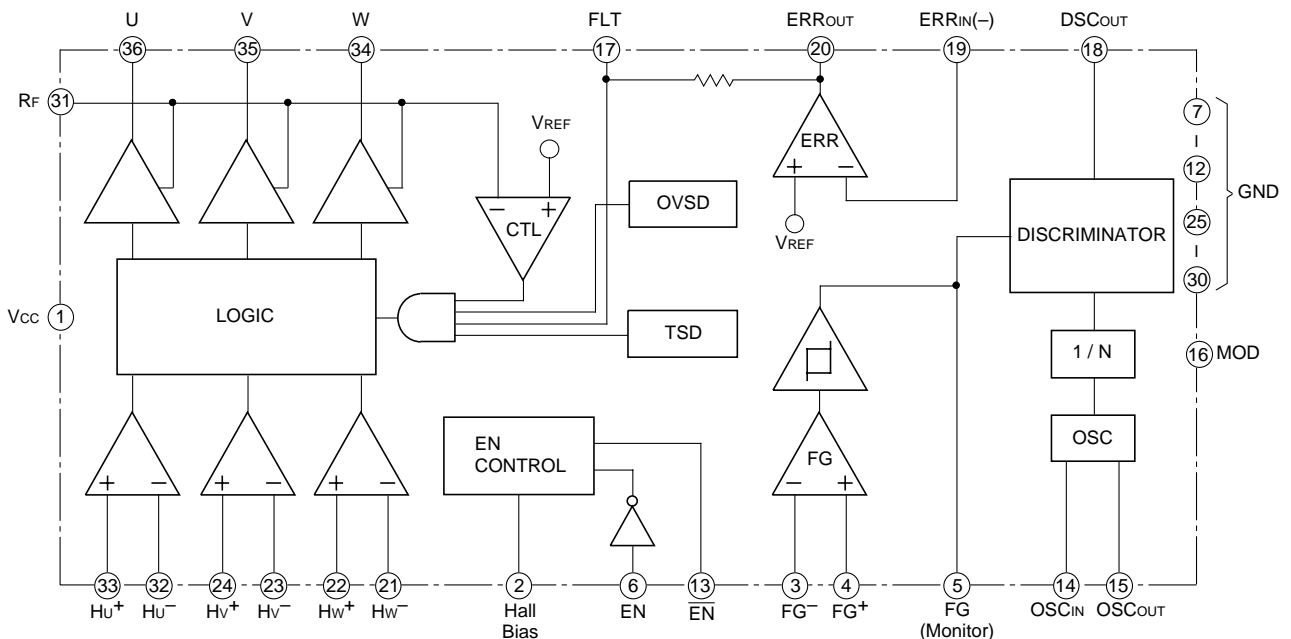 U V W FLT ERROUT ERRIN(–) DSCOUT
36 35 34 17 20 19 18
RF 31
7
VREF
ERR
+ –
12
GND
OVSD
– +
CTL
VREF
25
DISCRIMINATOR
30
VCC 1
LOGIC
TSD
16 MOD
1 / N
EN
CONTROL
OSC
FG
– +
+ – + – + –
33 32 24 23 22 21 2 6 13 3 4 5 14 15
HU+ HU– HV+ HV– HW+ HW– Hall
Bias
EN EN FG– FG+ FG
(Monitor)
OSCIN OSCOUT